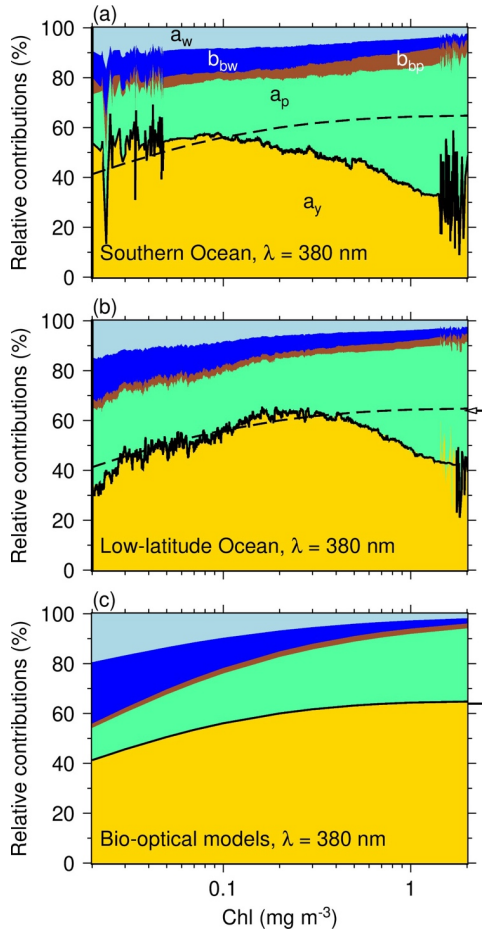 (a)
a_w
b_bw
b_bp
a_p
a_y
Southern Ocean, λ = 380 nm
Relative contributions (%)
100
80
60
40
20
0
(b)
Low-latitude Ocean, λ = 380 nm
Relative contributions (%)
100
80
60
40
20
0
(c)
Bio-optical models, λ = 380 nm
Relative contributions (%)
100
80
60
40
20
0
0.1
1
Chl (mg m⁻³)